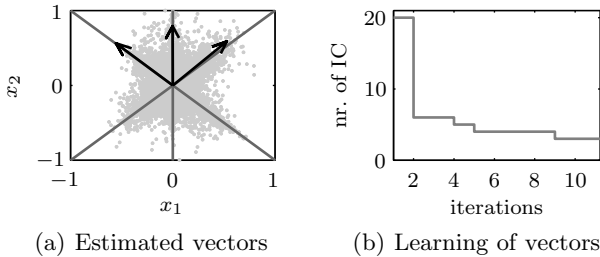 1
0
−1
x2
−1 0 1
x1
20
10
0
nr. of IC
2 4 6 8 10
iterations
(a) Estimated vectors
(b) Learning of vectors